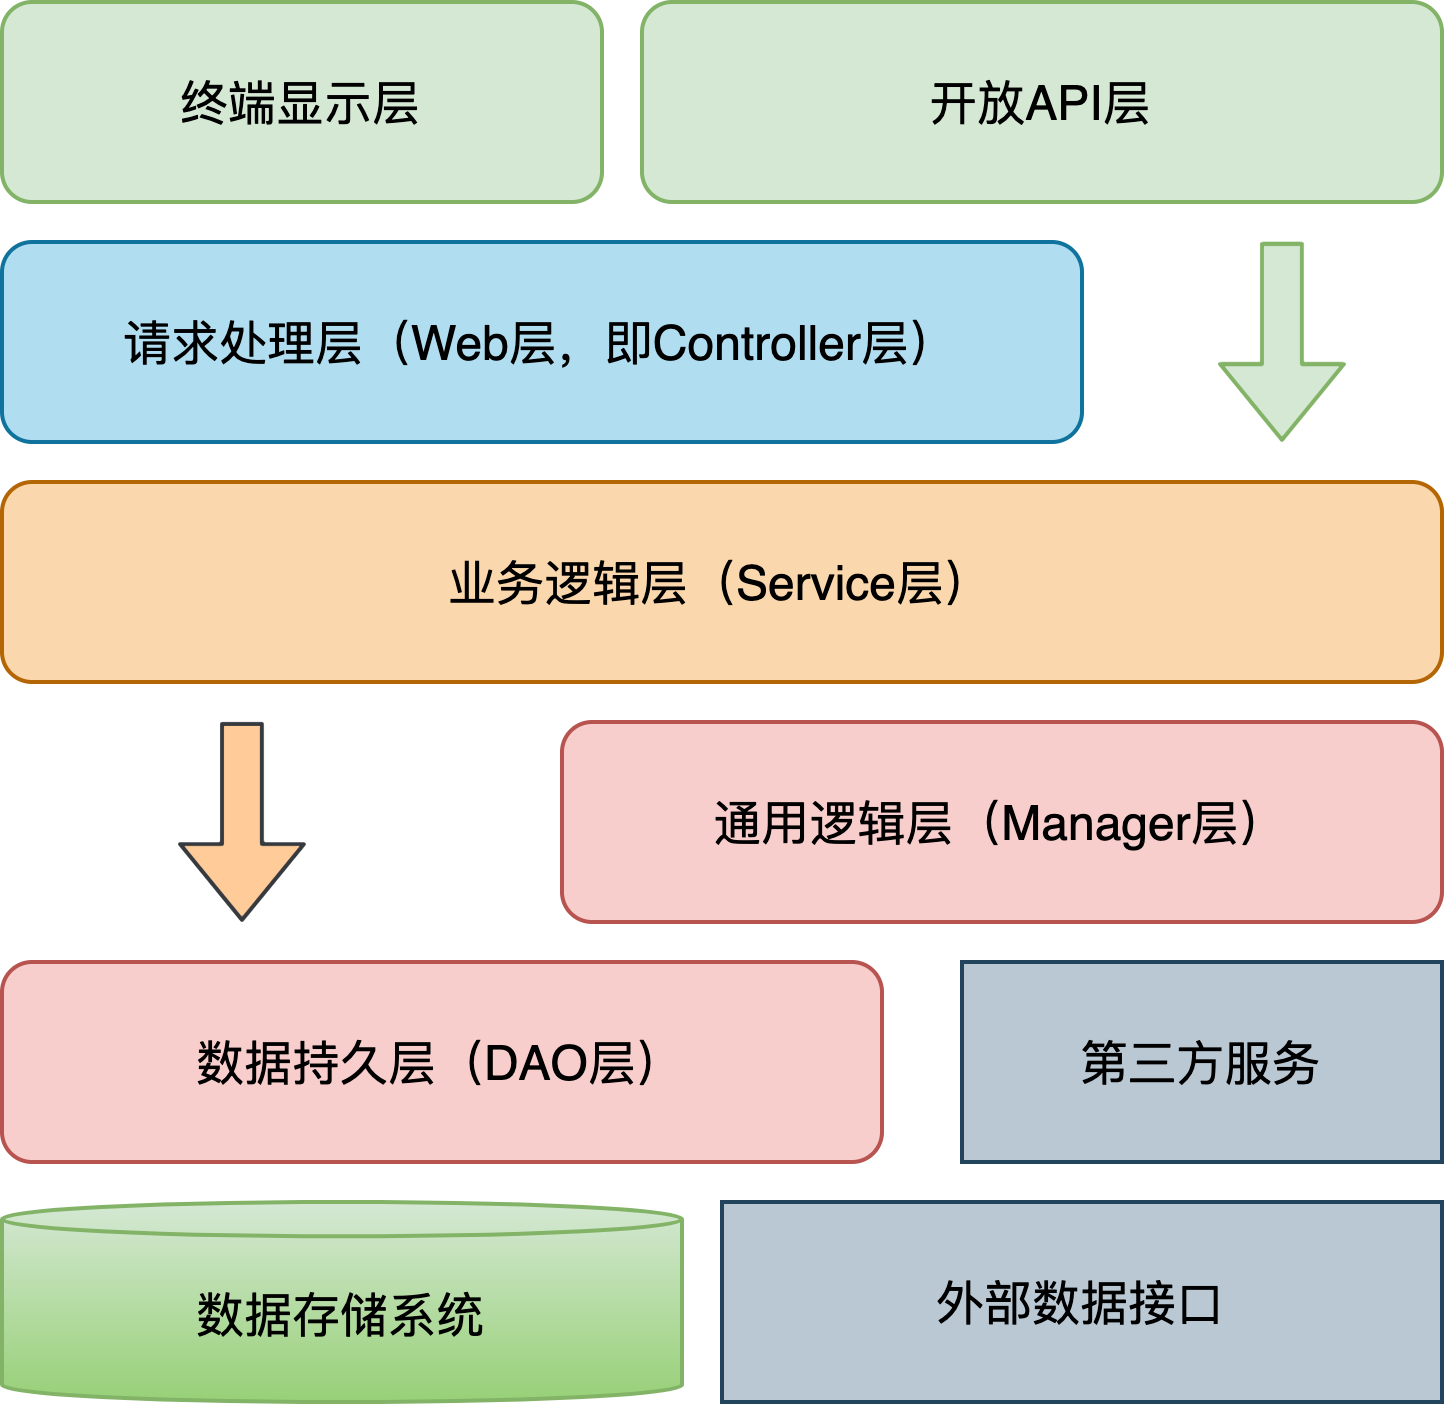 终端显示层
开放API层
请求处理层（Web层，即Controller层）
业务逻辑层（Service层）
通用逻辑层（Manager层）
数据持久层（DAO层）
第三方服务
数据存储系统
外部数据接口